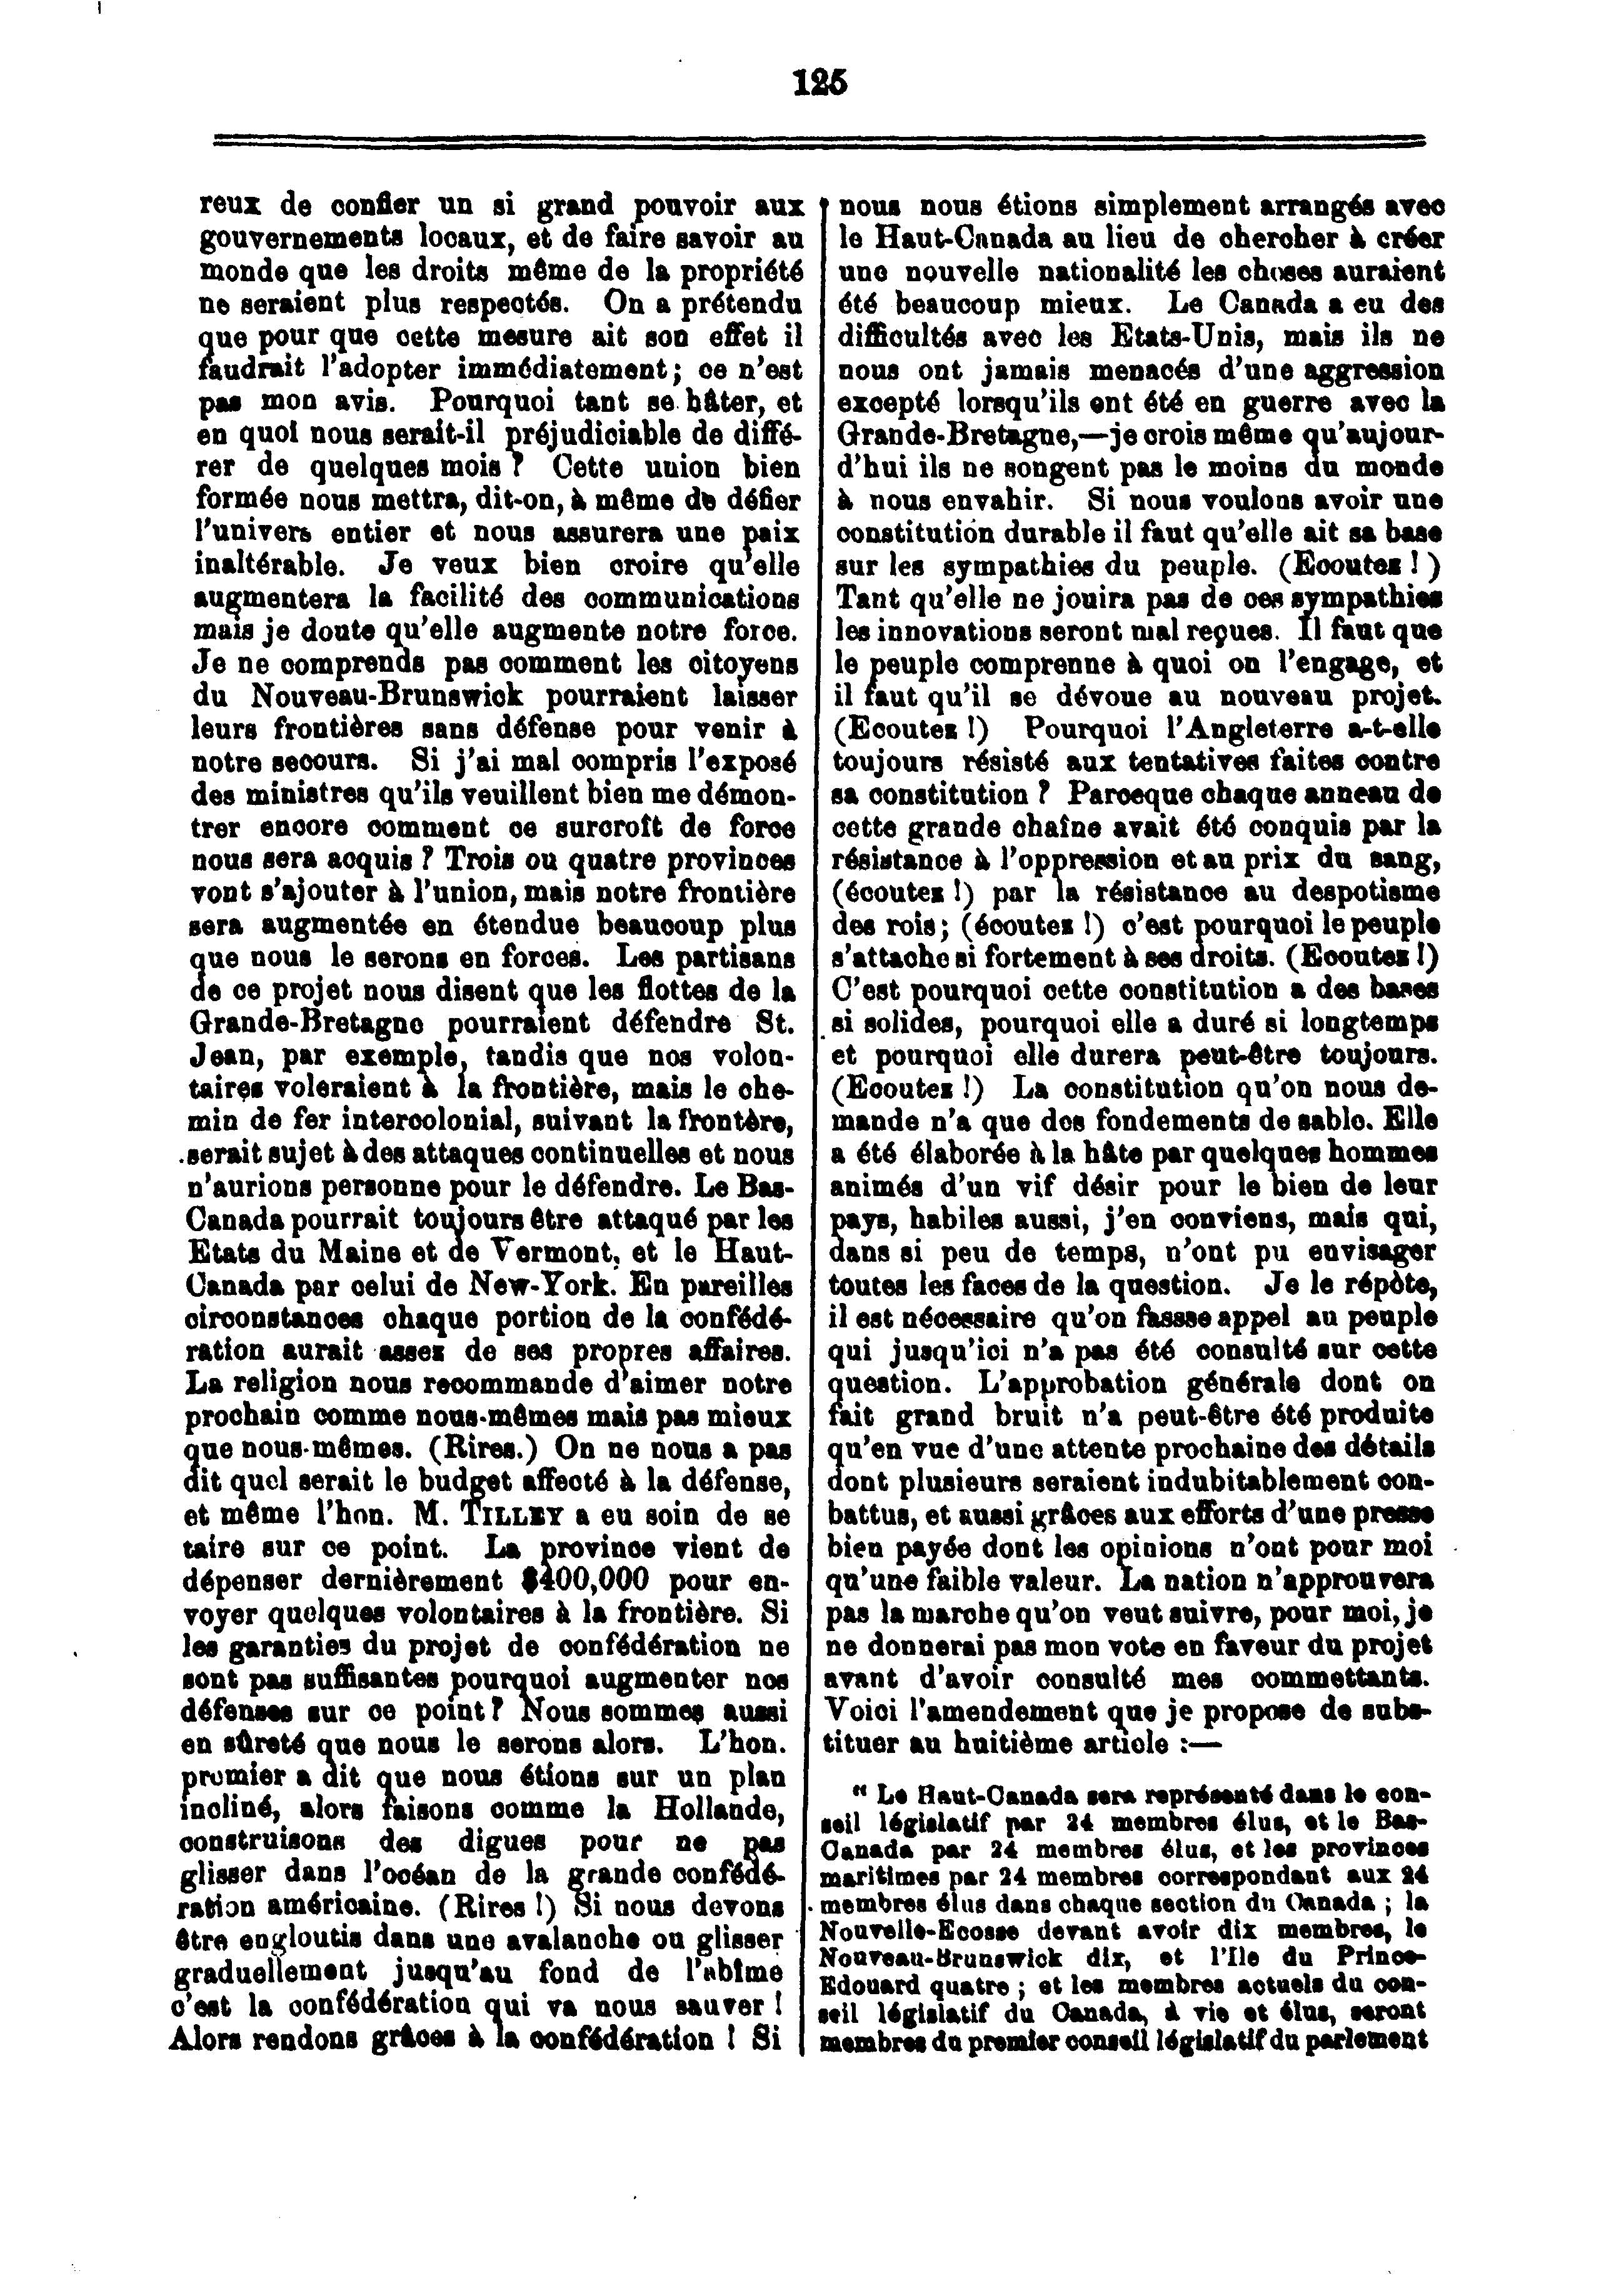 125
reux de confier un si grand pouvoir aux
gouvernements locaux, et de faire savoir au
monde que les droits même de la propriété
ne seraient plus respectés. On a prétendu
que pour que cette mesure ait son effet il
faudrait l'adopter immédiatement; ce n'est
pas mon avis. Pourquoi tant se hâter, et
en quoi nous serait-il préjudiciable de diffé-
rer de quelques mois ? Cette union bien
formée nous mettra, dit-on, à même de défier
l'univers entier et nous assurera une paix
inaltérable. Je veux bien croire qu'elle
augmentera la facilité des communications
mais je doute qu'elle augmente notre force.
Je ne comprends pas comment les citoyens
du Nouveau-Brunswick pourraient laisser
leurs frontières sans défense pour venir à
notre secours. Si j'ai mal compris l'exposé
des ministres qu'ils veuillent bien me démon-
trer encore comment ce surcroît de force
nous sera acquis ? Trois ou quatre provinces
vont s'ajouter à l'union, mais notre frontière
sera augmentée en étendue beaucoup plus
que nous le serons en forces. Les partisans
de ce projet nous disent que les flottes de la
Grande-Bretagne pourraient défendre St.
Jean, par exemple, tandis que nos volon-
taires voleraient à la frontière, mais le che-
min de fer intercolonial, suivant la frontère,
serait sujet à des attaques continuelles et nous
n'aurions personne pour le défendre. Le Bas-
Canada pourrait toujours être attaqué par les
Etats du Maine et de Vermont, et le Haut-
Canada par celui de New-York. En pareilles
circonstances chaque portion de la confédé-
ration aurait assez de ses propres affaires.
La religion nous recommande d'aimer notre
prochain comme nous-mêmes mais pas mieux
que nous-mêmes. (Rires.) On ne nous a pas
dit quel serait le budget affecté à la défense,
et même l'hon. M. TILLEY a eu soin de se
taire sur ce point. La province vient de
dépenser dernièrement $400,000 pour en-
voyer quelques volontaires à la frontière. Si
les garanties du projet de confédération ne
sont pas suffisantes pourquoi augmenter nos
défenses sur ce point ? Nous sommes aussi
en sûreté que nous le serons alors. L'hon.
premier a dit que nous étions sur un plan
incliné, alors faisons comme la Hollande,
construisons des digues pour ne pas
glisser dans l'océan de la grande confédé-
ration américaine. (Rires !) Si nous devons
être engloutis dans une avalanche ou glisser
graduellement jusqu'au fond de l'abîme
c'est la confédération qui va nous sauver !
Alors rendons grâces à la confédération ! Si
nous nous étions simplement arrangés avec
le Haut-Canada au lieu de chercher à créer
une nouvelle nationalité les choses auraient
été beaucoup mieux. Le Canada a eu des
difficultés avec les Etats-Unis, mais ils ne
nous ont jamais menacés d'une aggression
excepté lorsqu'ils ont été en guerre avec la
Grande-Bretagne,—je crois même qu'aujour-
d'hui ils ne songent pas le moins du monde
à nous envahir. Si nous voulons avoir une
constitution durable il faut qu'elle ait sa base
sur les sympathies du peuple. (Ecoutez !)
Tant qu'elle ne jouira pas de ces sympathies
les innovations seront mal reçues. Il faut que
le peuple comprenne à quoi on l'engage, et
il faut qu'il se dévoue au nouveau projet.
(Ecoutez !) Pourquoi l'Angleterre a-t-elle
toujours résisté aux tentatives faites contre
sa constitution ? Parceque chaque anneau de
cette grande chaîne avait été conquis par la
résistance à l'oppression et au prix du sang,
(écoutez !) par la résistance au despotisme
des rois; (écoutez !) c'est pourquoi le peuple
s'attache si fortement à ses droits. (Ecoutez !)
C'est pourquoi cette constitution a des bases
si solides, pourquoi elle a duré si longtemps
et pourquoi elle durera peut-être toujours.
(Ecoutez !) La constitution qu'on nous de-
mande n'a que des fondements de sable. Elle
a été élaborée à la hâte par quelques hommes
animés d'un vif désir pour le bien de leur
pays, habiles aussi, j'en conviens, mais qui,
dans si peu de temps, n'ont pu envisager
toutes les faces de la question. Je le répète,
il est nécessaire qu'on fassse appel au peuple
qui jusqu'ici n'a pas été consulté sur cette
question. L'approbation générale dont on
fait grand bruit n'a peut-être été produite
qu'en vue d'une attente prochaine des détails
dont plusieurs seraient indubitablement con-
battus, et aussi grâces aux efforts d'une presse
bien payée dont les opinions n'ont pour moi
qu'une faible valeur. La nation n'approuvera
pas la marche qu'on veut suivre, pour moi, je
ne donnerai pas mon vote en faveur du projet
avant d'avoir consulté mes commettants.
Voici l'amendement que je propose de subs-
tituer au huitième article :—
“ Le Haut-Canada sera représenté dans le con-
seil législatif par 24 membres élus, et le Bas-
Canada par 24 membres élus, et les provinces
maritimes par 24 membres correspondant aux 24
membres élus dans chaque section du Canada ; la
Nouvelle-Ecosse devant avoir dix membres, le
Nouveau-Brunswick dix, et l'Ile du Prince-
Edouard quatre ; et les membres actuels du con-
seil législatif du Canada, à vie et élus, seront
membres du premier conseil législatif du parlement